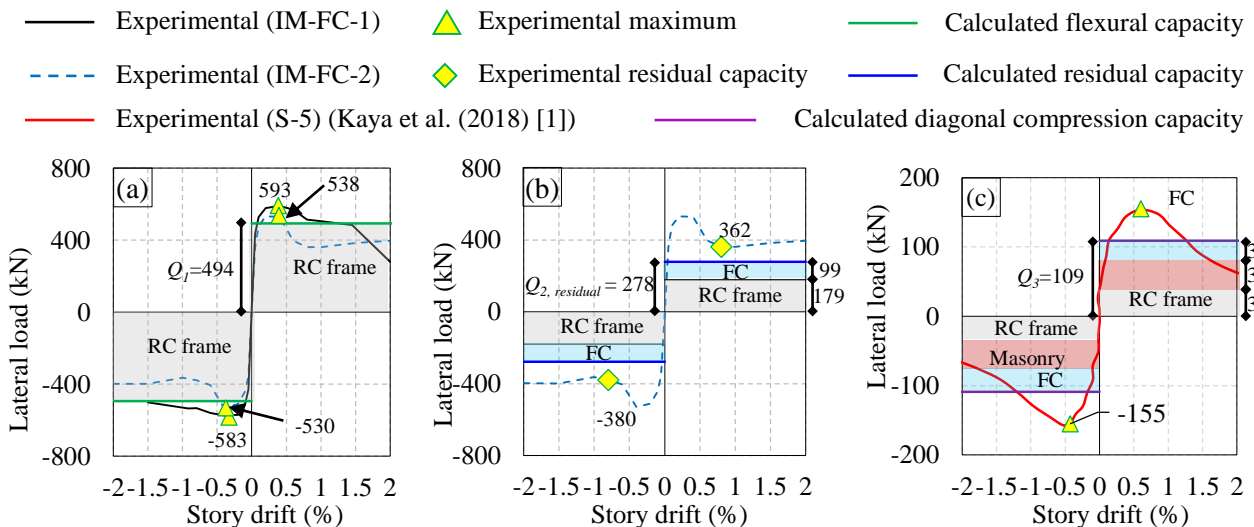 Experimental (IM-FC-1) Experimental maximum Calculated flexural capacity
Experimental (IM-FC-2) Experimental residual capacity Calculated residual capacity
Experimental (S-5) (Kaya et al. (2018) [1]) Calculated diagonal compression capacity
(a)
Lateral load (kN)
800
400
0
-400
-800
593
538
Q1=494
RC frame
RC frame
-530
-583
-2 -1.5 -1 -0.5 0 0.5 1 1.5 2
Story drift (%)
(b)
Lateral load (kN)
800
400
0
-400
-800
362
Q2, residual = 278
FC
99
RC frame
179
RC frame
FC
-380
-2 -1.5 -1 -0.5 0 0.5 1 1.5 2
Story drift (%)
(c)
Lateral load (kN)
200
100
0
-100
-200
FC
Q3=109
RC frame
RC frame
Masonry
FC
-155
-2 -1.5 -1 -0.5 0 0.5 1 1.5 2
Story drift (%)